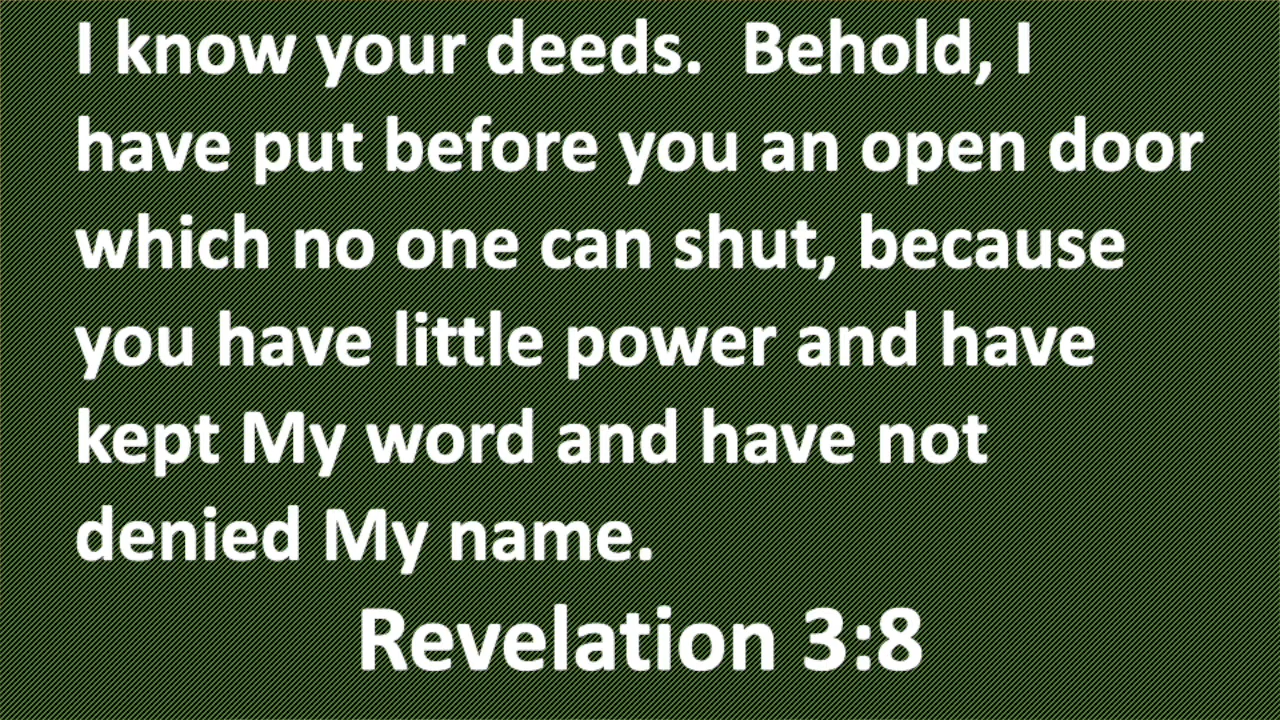 I know your deeds.  Behold, I
have put before you an open door
which no one can shut, because
you have little power and have
kept My word and have not
denied My name.
Revelation 3:8